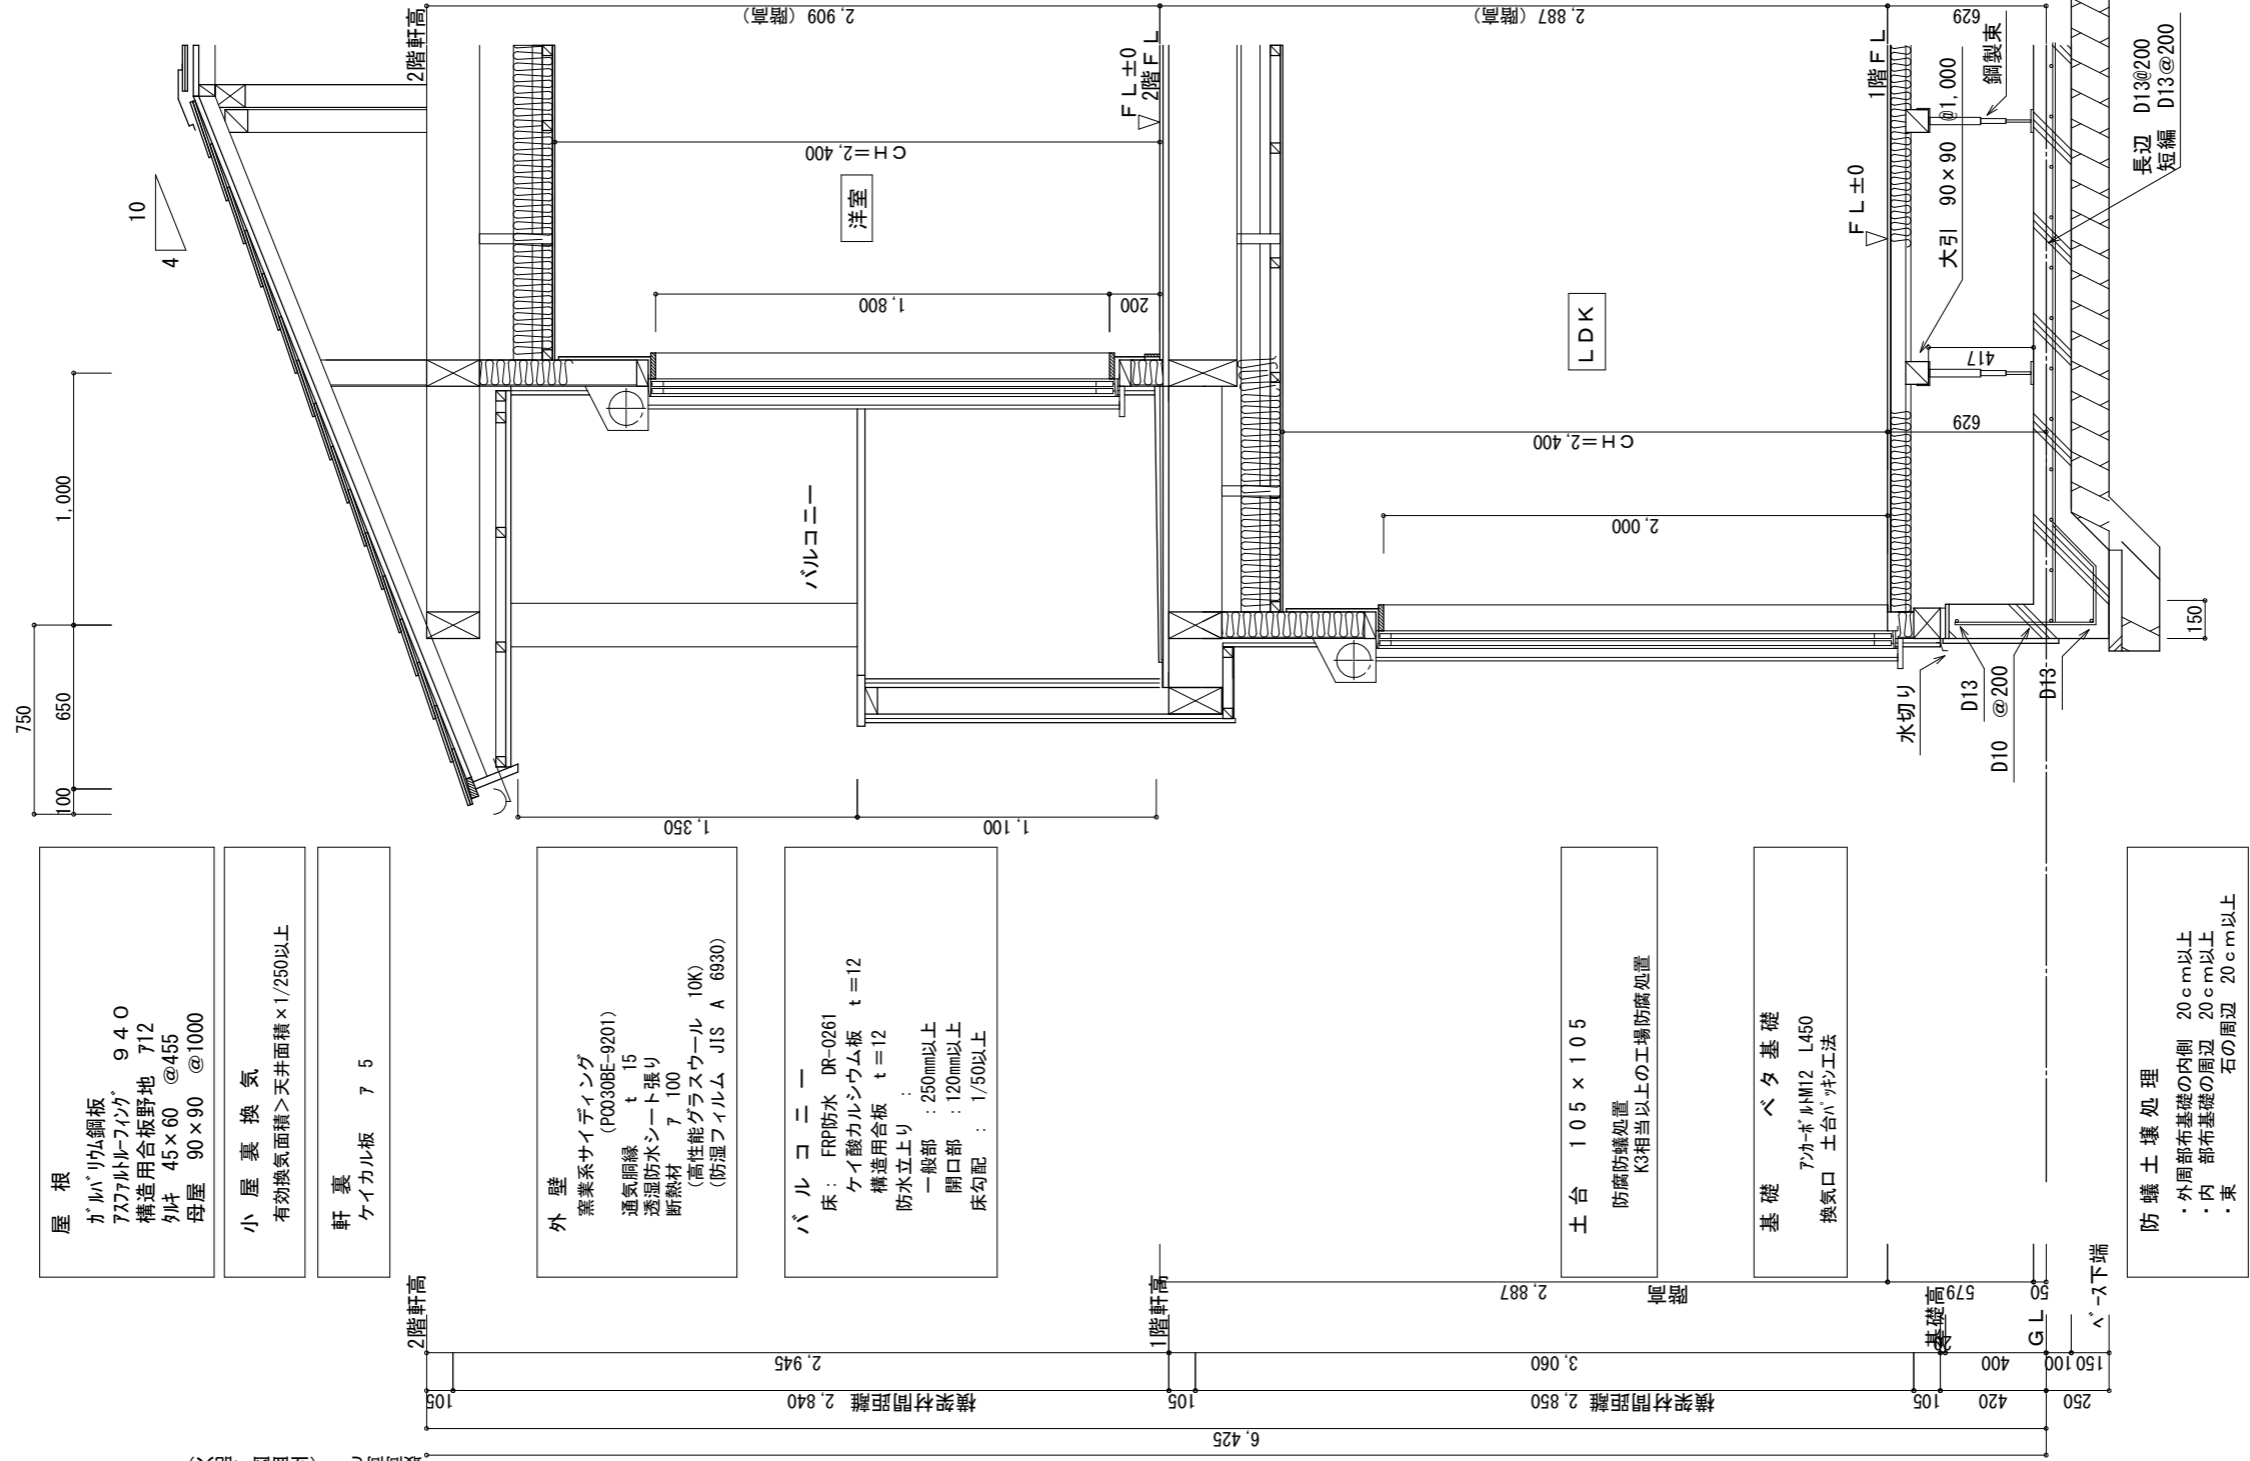 屋根
ｶﾞﾙﾊﾞﾘｳﾑ鋼板
ｱｽﾌｧﾙﾄﾙｰﾌｨﾝｸﾞ ９４０
構造用合板野地 ｱ12
ﾀﾙｷ 45×60 @455
母屋 90×90 @1000
小屋裏換気
有効換気面積＞天井面積×1/250以上
軒裏
ケイカル板 ｱ 5
外壁
窯業系サイディング
(PC030BE-9201)
通気胴縁 t 15
透湿防水シート張り
断熱材 ｱ 100
(高性能グラスウール 10K)
(防湿フィルム JIS A 6930)
バルコニー
床： FRP防水 DR-0261
ケイ酸カルシウム板 t＝12
構造用合板 t＝12
防水立上り ：
一般部 ：250mm以上
開口部 ：120mm以上
床勾配 ： 1/50以上
土台 105×105
防腐防蟻処置
K3相当以上の工場防腐処置
基礎 ベタ基礎
ｱﾝｶｰﾎﾞﾙﾄM12 L450
換気口 土台ﾊﾟｯｷﾝ工法
防蟻土壌処理
・外周部布基礎の内側 20ｃｍ以上
・内 部布基礎の周辺 20ｃｍ以上
・束 石の周辺 20ｃｍ以上
750
100
650
1,000
10
4
2階軒高
2,909 (階高)
2,887 (階高)
629
FL±0
2階FL
CH=2,400
洋室
1,800
200
バルコニー
1,350
1,100
1階FL
FL±0
LDK
CH=2,400
2,000
629
417
大引 90×90 @1,000
鋼製束
長辺 D13@200
短編 D13@200
水切り
D13
D10 @200
D13
150
2階軒高
1階軒高
階高 2,887
579
50
基礎高
GL
ﾍﾞｰｽ下端
2,945
3,060
400
100
150
105
横架材間距離 2,840
105
横架材間距離 2,850
105
420
250
6,425